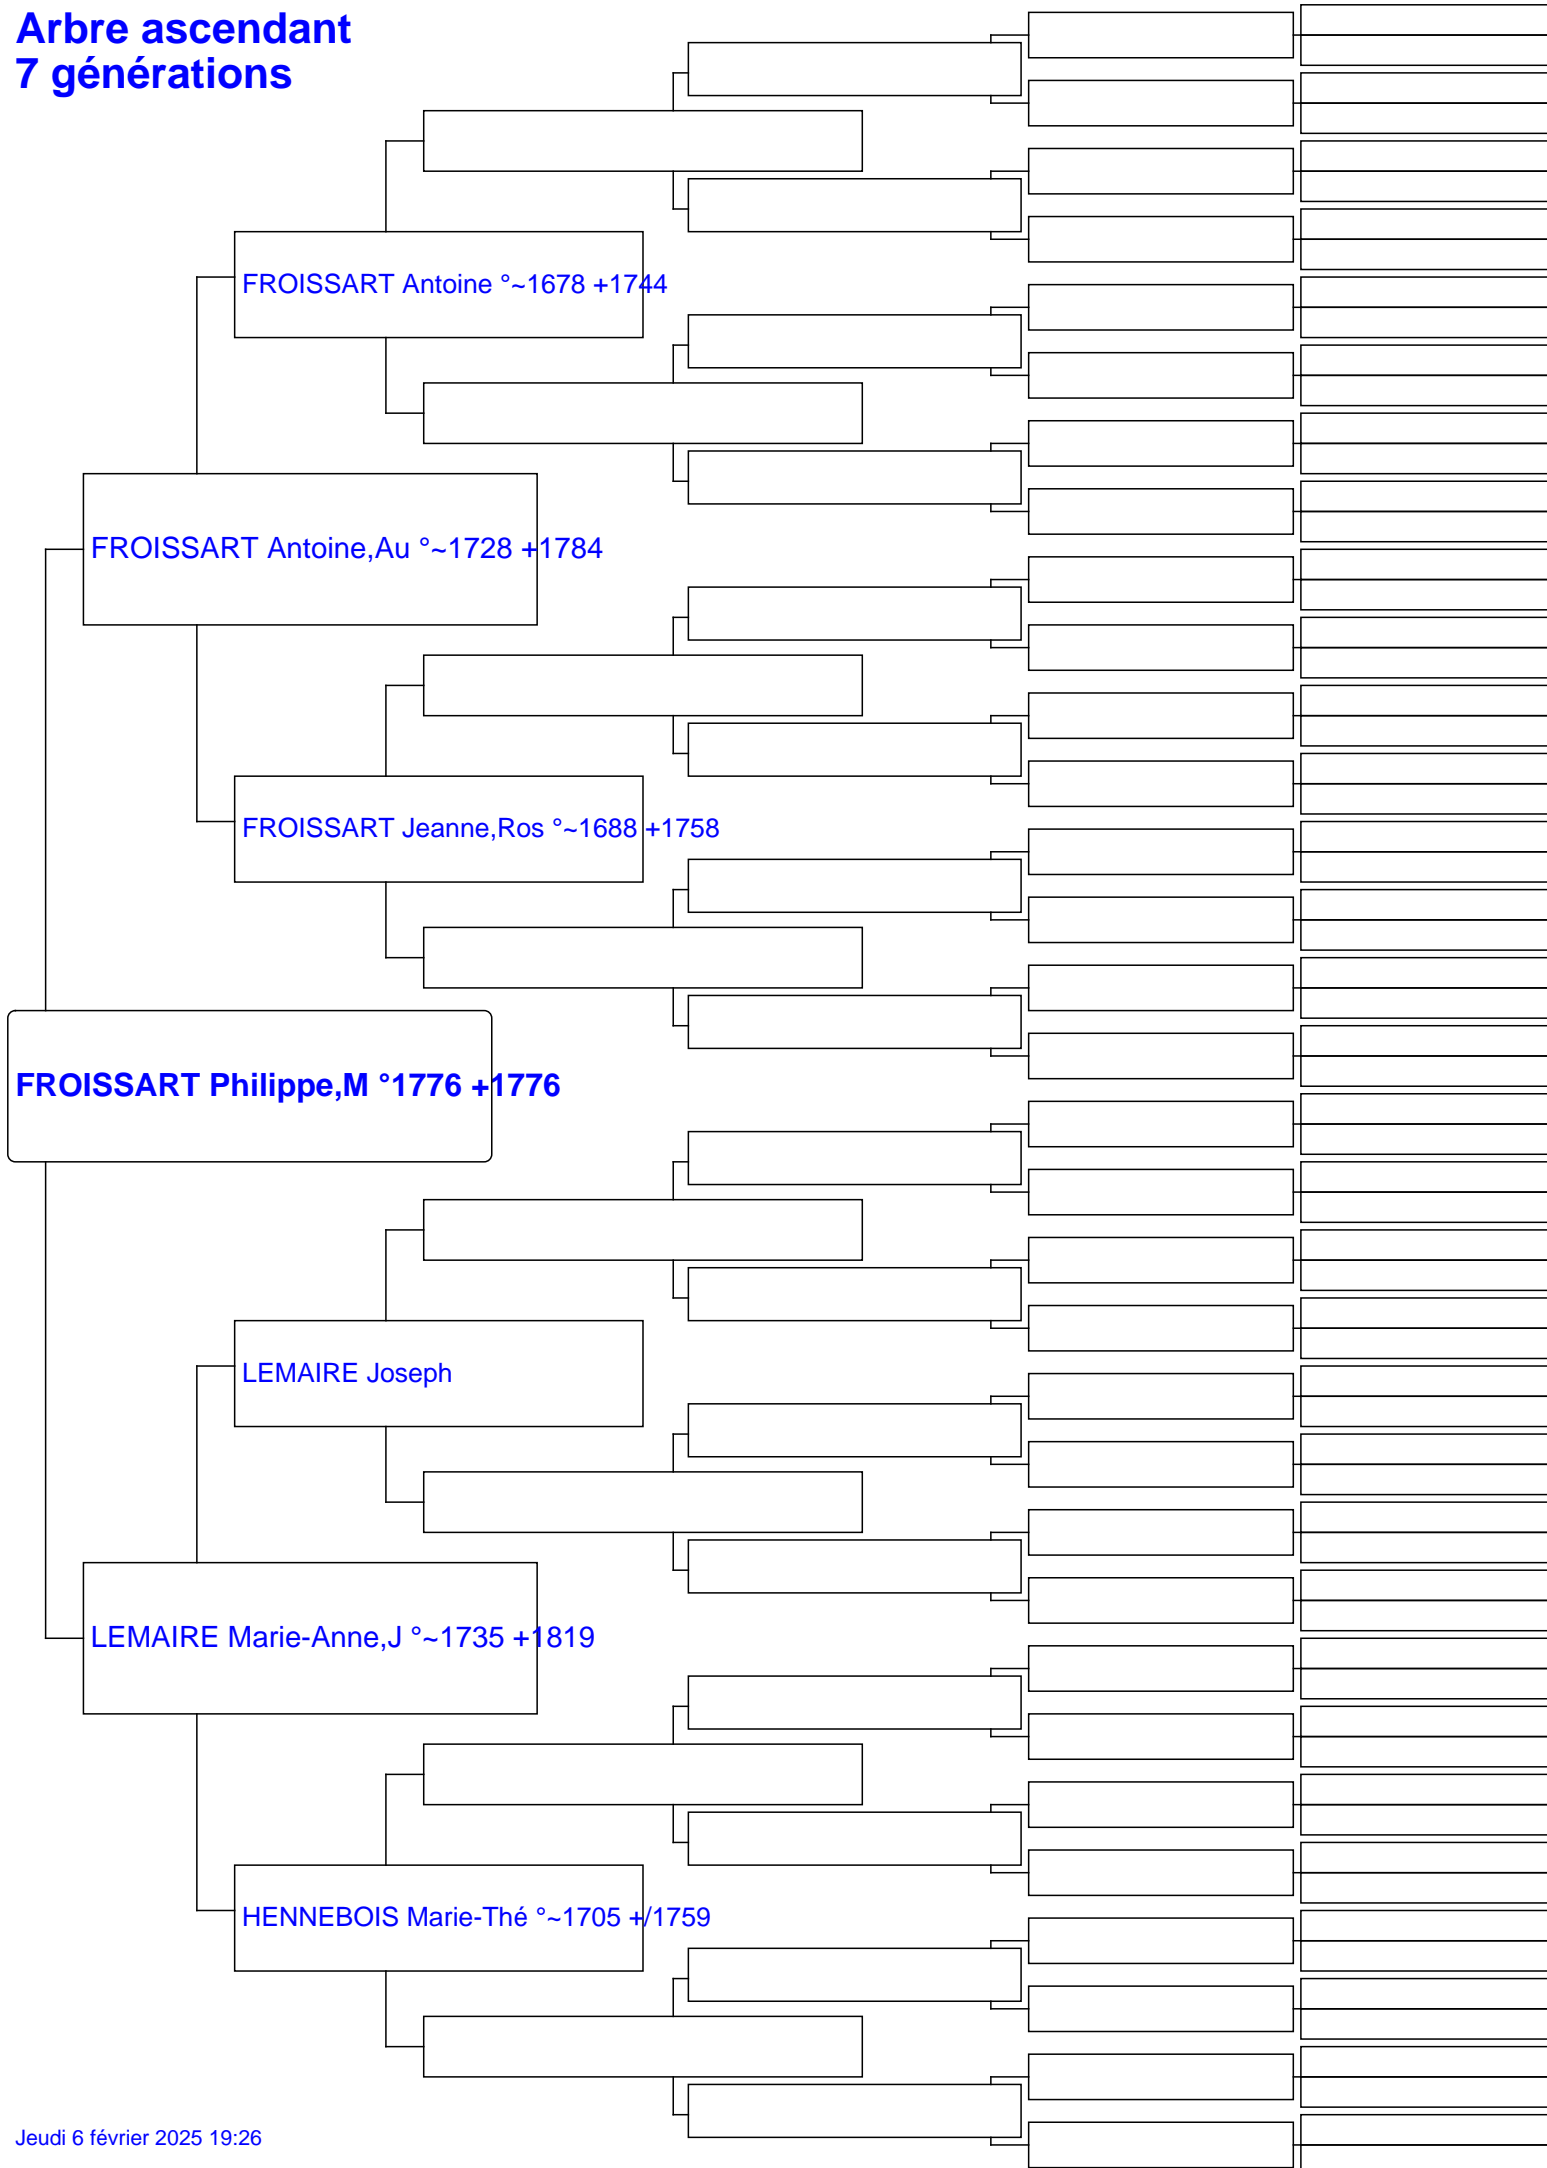 Arbre ascendant
7 générations
FROISSART Antoine °~1678 +1744
FROISSART Antoine,Au °~1728 +1784
FROISSART Jeanne,Ros °~1688 +1758
FROISSART Philippe,M °1776 +1776
LEMAIRE Joseph
LEMAIRE Marie-Anne,J °~1735 +1819
HENNEBOIS Marie-Thé °~1705 +/1759
Jeudi 6 février 2025 19:26